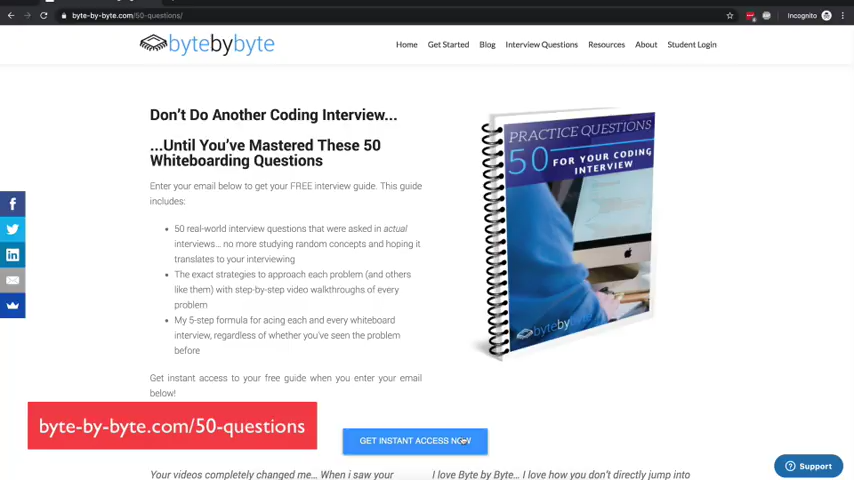 byte-by-byte.com/50-questions/
Incognito
bytebybyte
Home Get Started Blog Interview Questions Resources About Student Login
Don't Do Another Coding Interview...
...Until You've Mastered These 50
Whiteboarding Questions
Enter your email below to get your FREE interview guide. This guide
includes:
50 real-world interview questions that were asked in actual
interviews... no more studying random concepts and hoping it
translates to your interviewing
The exact strategies to approach each problem (and others
like them) with step-by-step video walkthroughs of every
problem
My 5-step formula for acing each and every whiteboard
interview, regardless of whether you've seen the problem
before
Get instant access to your free guide when you enter your email
below!
PRACTICE QUESTIONS
50 FOR YOUR CODING
INTERVIEW
bytebybyte
byte-by-byte.com/50-questions
GET INSTANT ACCESS NOW
Support
Your videos completely changed me... When i saw your
I love Byte by Byte... I love how you don't directly jump into